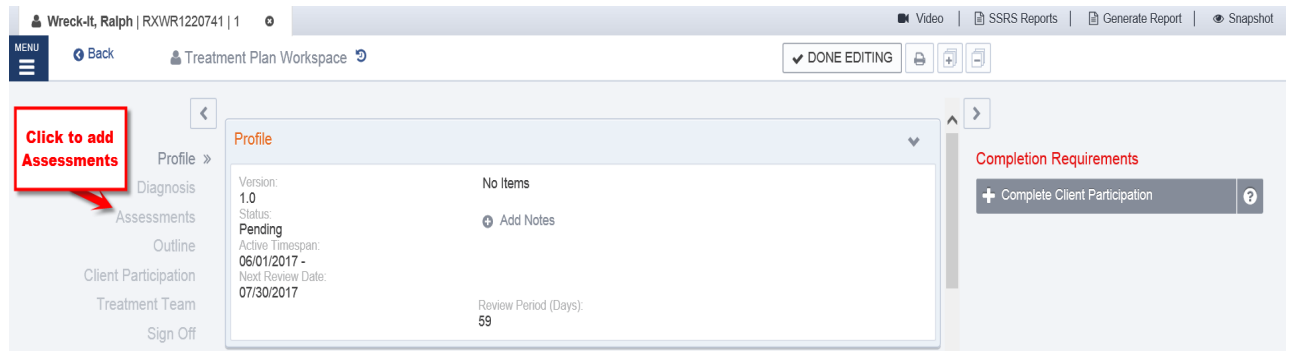 Wreck-It, Ralph | RXWR1220741 | 1
Video | SSRS Reports | Generate Report | Snapshot
MENU
Back
Treatment Plan Workspace
DONE EDITING
Click to add
Assessments
Profile »
Diagnosis
Assessments
Outline
Client Participation
Treatment Team
Sign Off
Profile
Version:
1.0
Status:
Pending
Active Timespan:
06/01/2017 -
Next Review Date:
07/30/2017
No Items
Add Notes
Review Period (Days):
59
Completion Requirements
Complete Client Participation
?